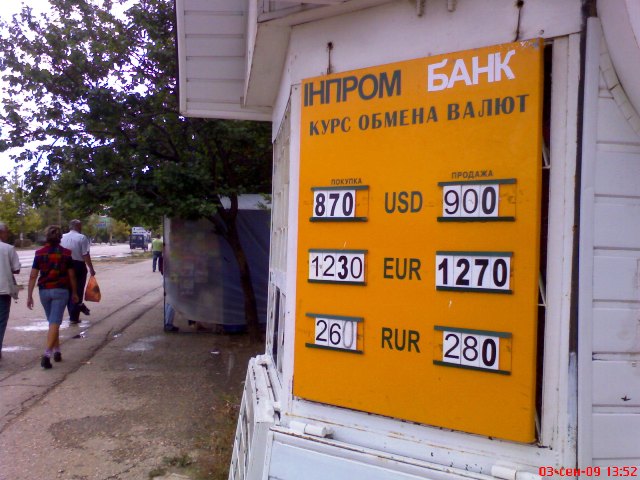 ІНПРОМ БАНК
КУРС ОБМЕНА ВАЛЮТ
ПОКУПКА ПРОДАЖА
870 USD 900
1230 EUR 1270
260 RUR 280
03-сен-09 13:52